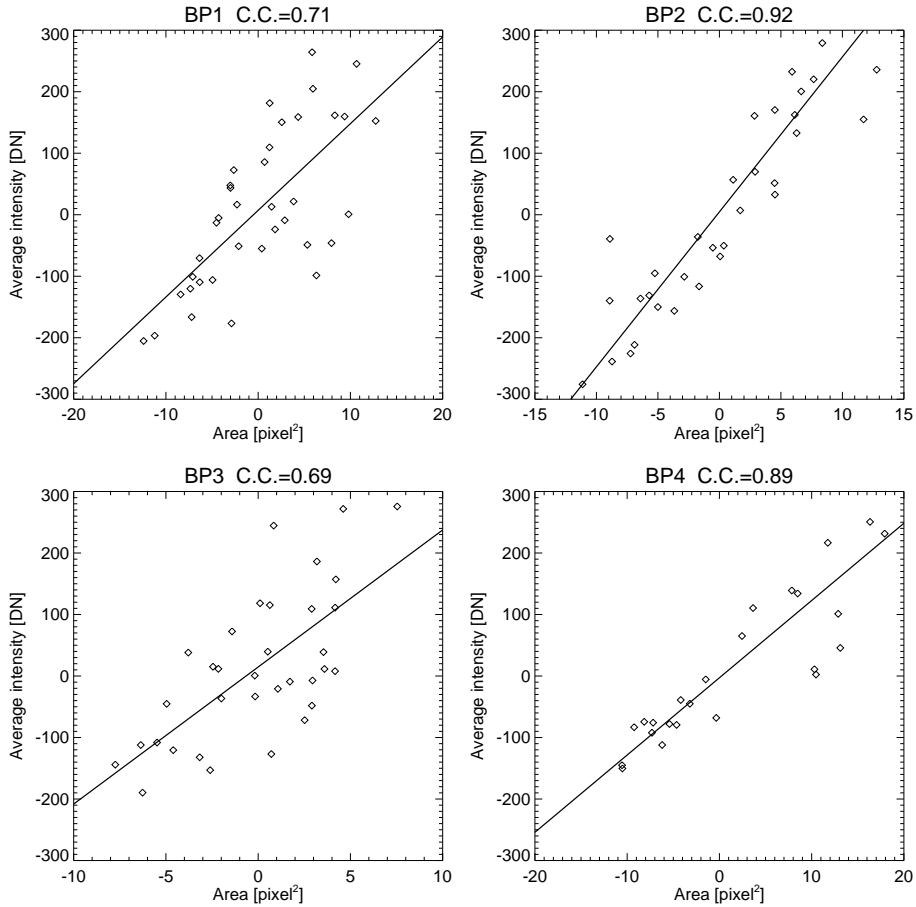 BP1 C.C.=0.71
300
200
100
0
-100
-200
-300
Average intensity [DN]
-20 -10 0 10 20
Area [pixel²]
BP2 C.C.=0.92
300
200
100
0
-100
-200
-300
Average intensity [DN]
-15 -10 -5 0 5 10 15
Area [pixel²]
BP3 C.C.=0.69
300
200
100
0
-100
-200
-300
Average intensity [DN]
-10 -5 0 5 10
Area [pixel²]
BP4 C.C.=0.89
300
200
100
0
-100
-200
-300
Average intensity [DN]
-20 -10 0 10 20
Area [pixel²]